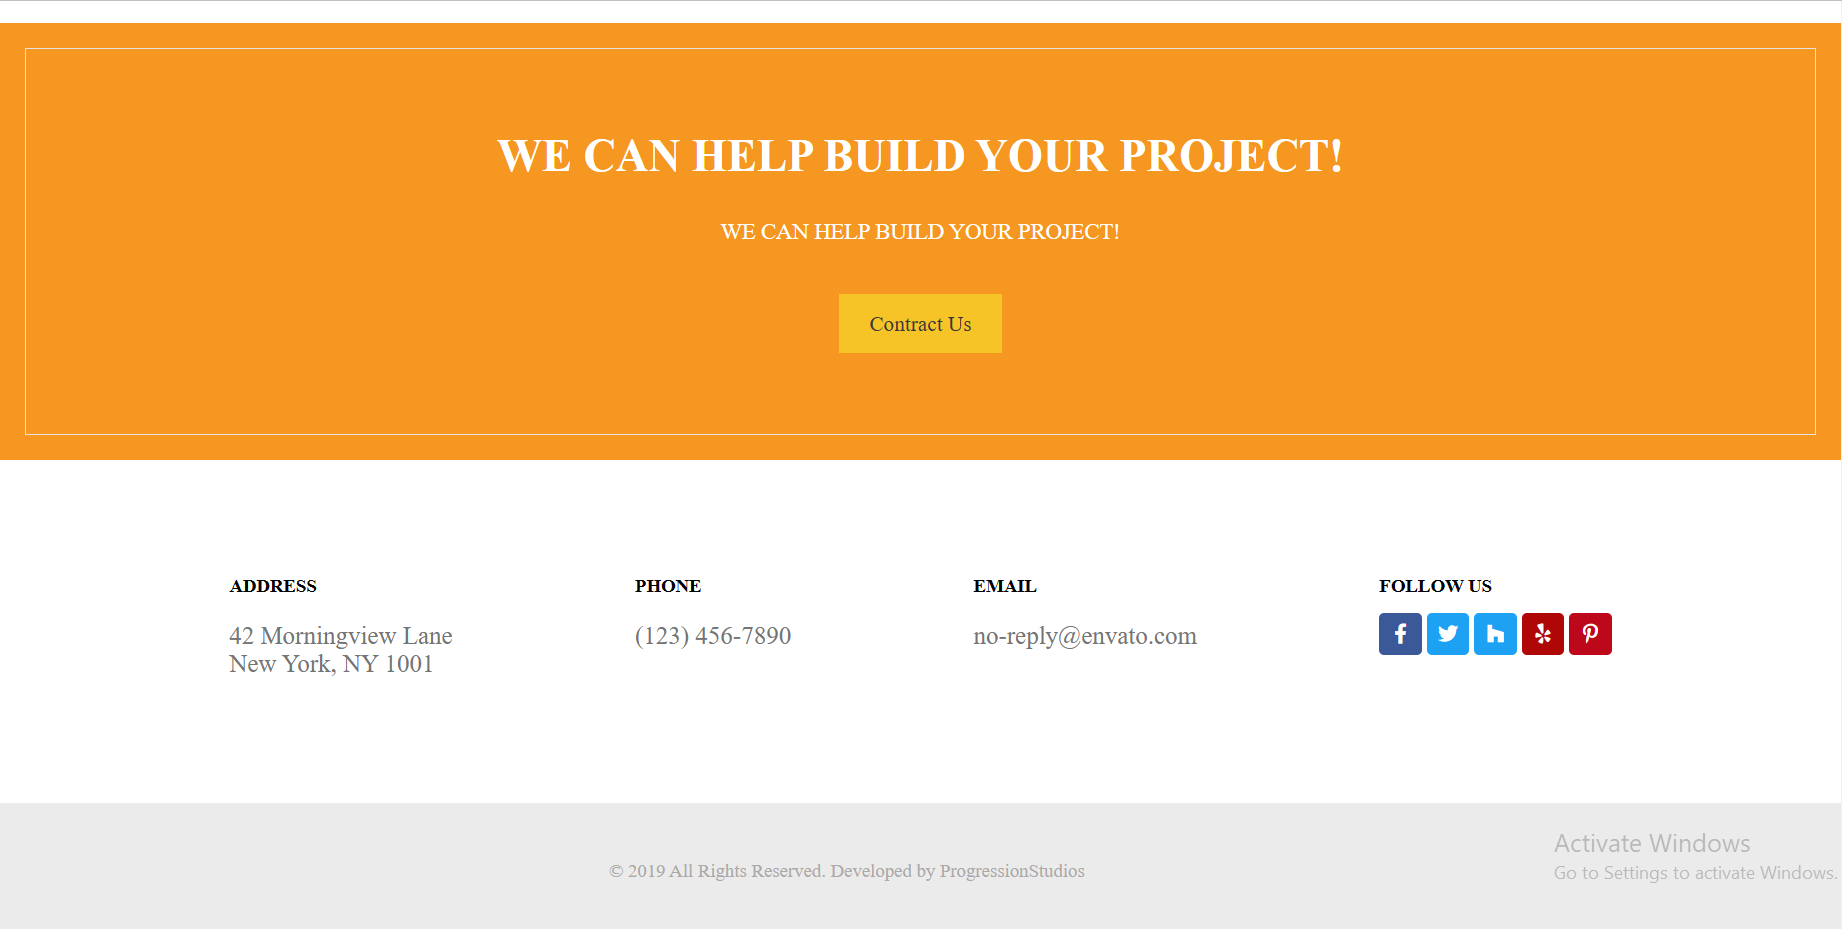 WE CAN HELP BUILD YOUR PROJECT!
WE CAN HELP BUILD YOUR PROJECT!
Contract Us
ADDRESS
42 Morningview Lane
New York, NY 1001
PHONE
(123) 456-7890
EMAIL
no-reply@envato.com
FOLLOW US
© 2019 All Rights Reserved. Developed by ProgressionStudios
Activate Windows
Go to Settings to activate Windows.